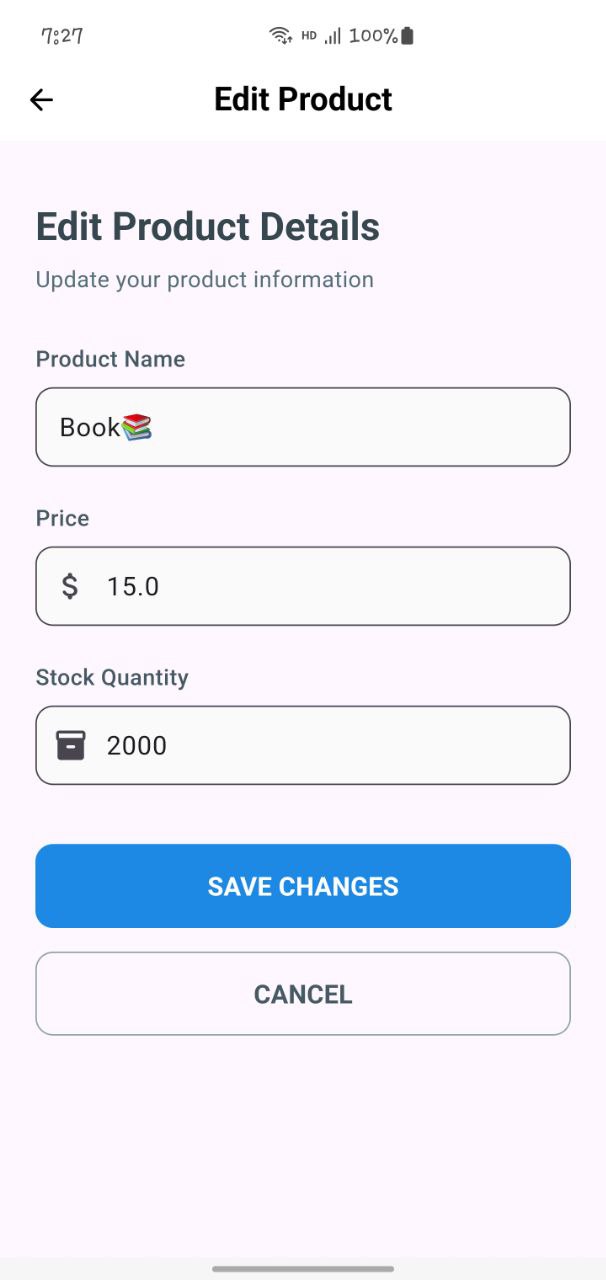 7:27 HD 100%
Edit Product
Edit Product Details
Update your product information
Product Name
Book📚
Price
$ 15.0
Stock Quantity
2000
SAVE CHANGES
CANCEL